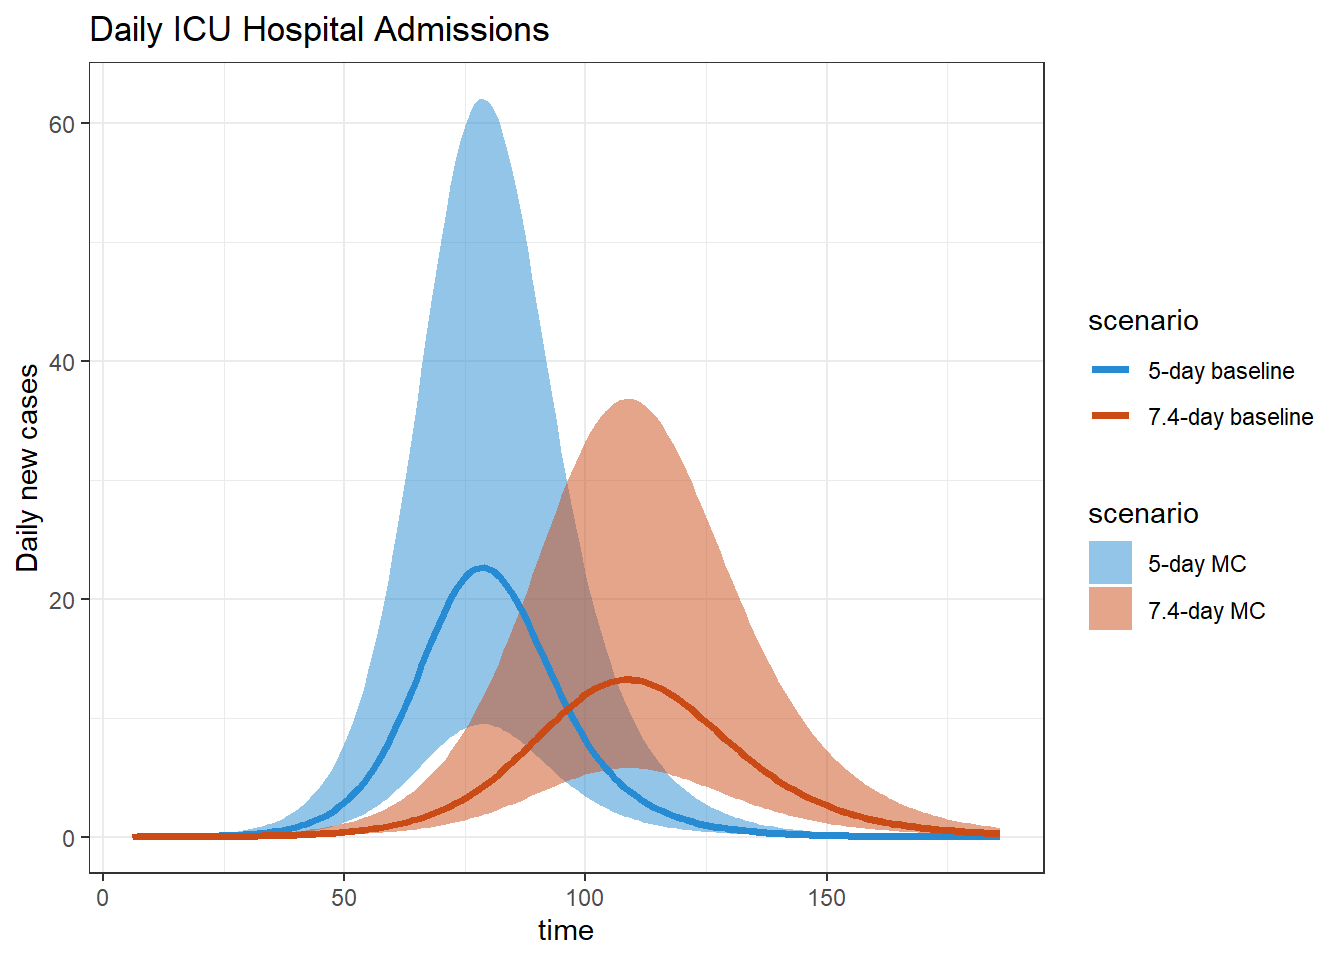 Daily ICU Hospital Admissions
Daily new cases
60
40
20
0
0 50 100 150
time
scenario
5-day baseline
7.4-day baseline
scenario
5-day MC
7.4-day MC